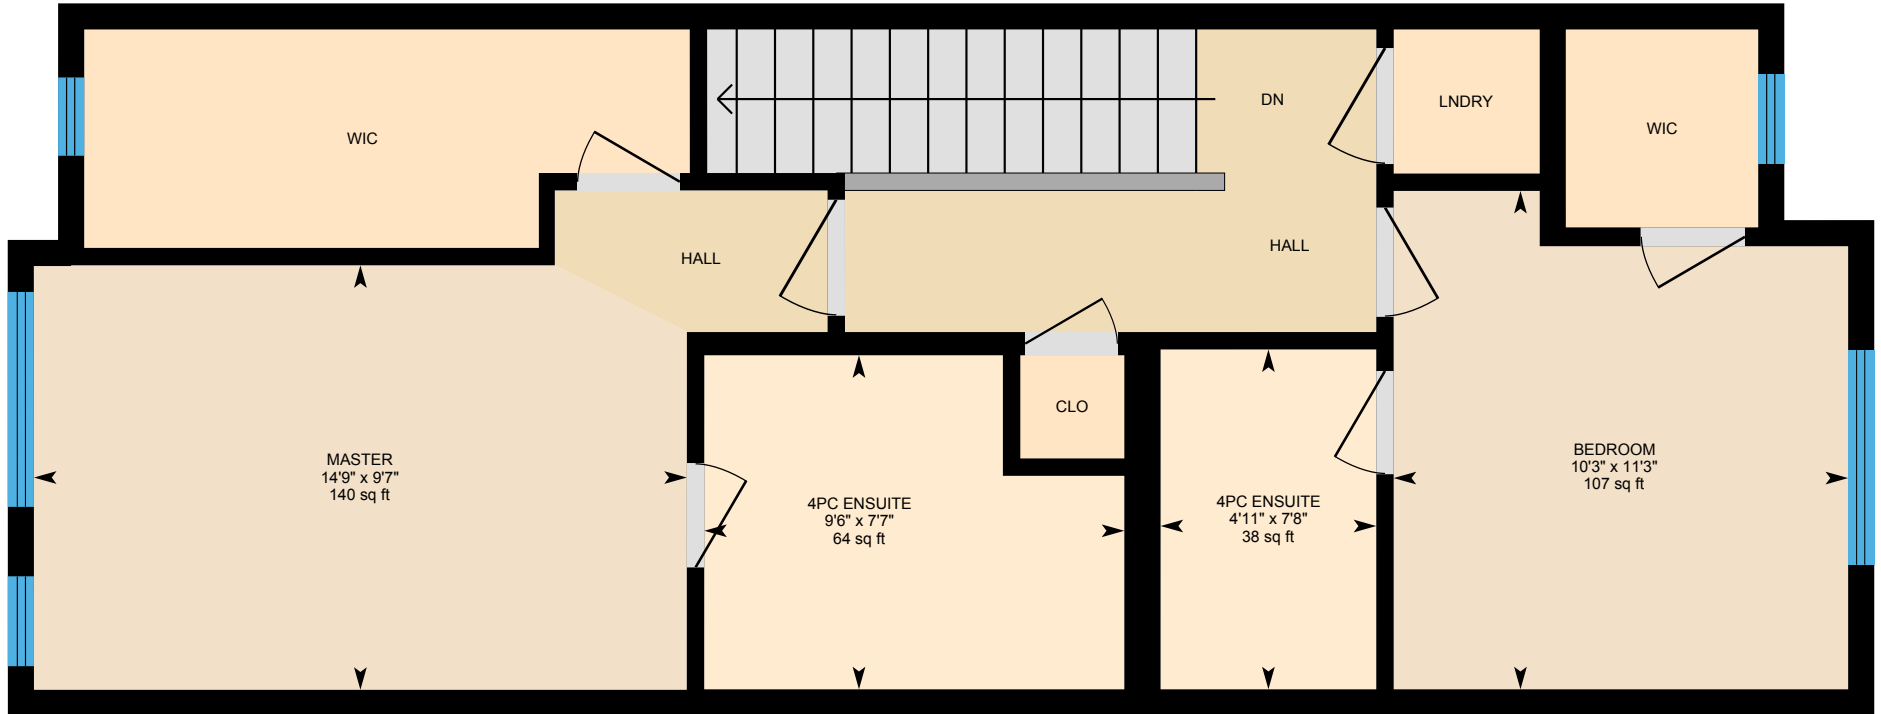 WIC
DN
LNDRY
WIC
HALL
HALL
CLO
MASTER
14'9" x 9'7"
140 sq ft
4PC ENSUITE
9'6" x 7'7"
64 sq ft
4PC ENSUITE
4'11" x 7'8"
38 sq ft
BEDROOM
10'3" x 11'3"
107 sq ft